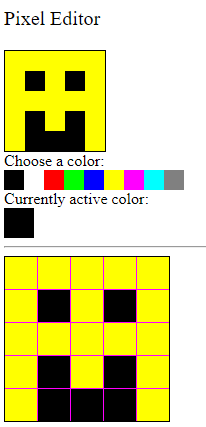 Pixel Editor
Choose a color:
Currently active color: